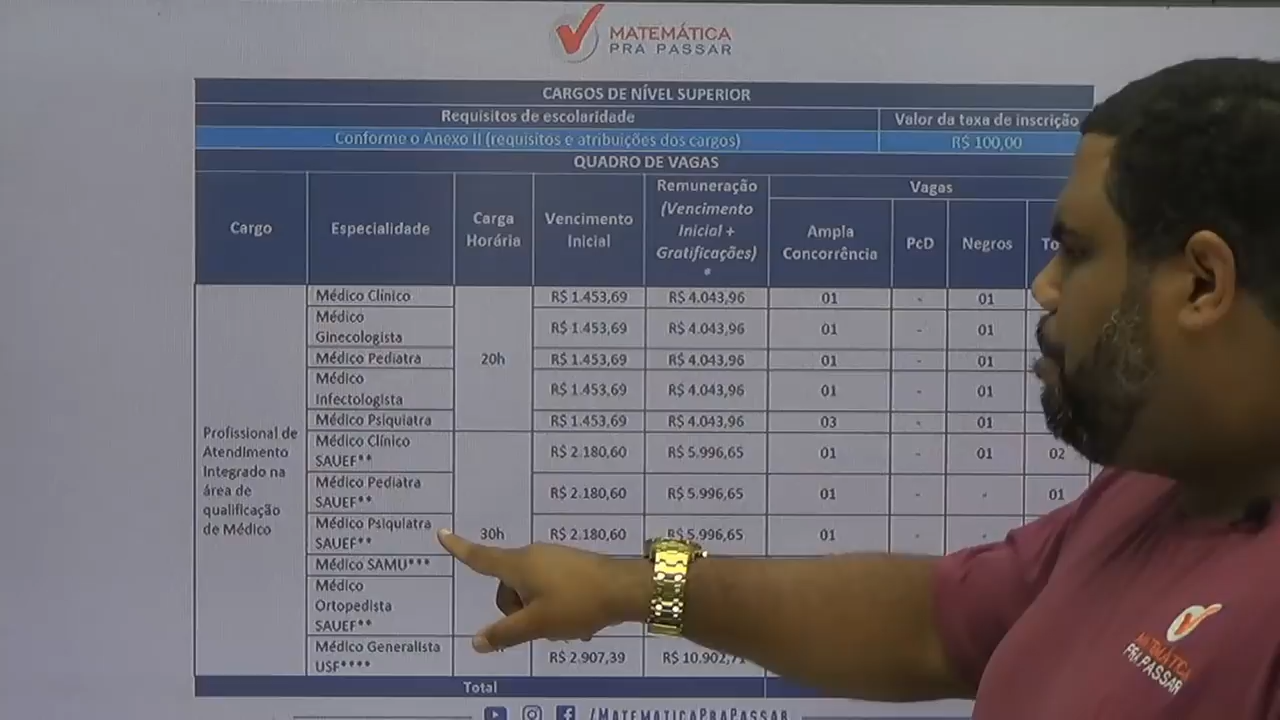 MATEMÁTICA
PRA PASSAR
CARGOS DE NÍVEL SUPERIOR
Requisitos de escolaridade
Valor da taxa de inscrição
Conforme o Anexo II (requisitos e atribuições dos cargos)
R$ 100,00
QUADRO DE VAGAS
Cargo
Especialidade
Carga
Horária
Vencimento
Inicial
Remuneração
(Vencimento
Inicial +
Gratificações)
*
Vagas
Ampla
Concorrência
PcD
Negros
Médico Clínico R$ 1.453,69 R$ 4.043,96 01 - 01
Médico
Ginecologista R$ 1.453,69 R$ 4.043,96 01 - 01
Médico Pediatra 20h R$ 1.453,69 R$ 4.043,96 01 - 01
Médico
Infectologista R$ 1.453,69 R$ 4.043,96 01 - 01
Médico Psiquiatra R$ 1.453,69 R$ 4.043,96 03 - 01
Profissional de
Atendimento
Integrado na
área de
qualificação
de Médico
Médico Clínico
SAUEF** R$ 2.180,60 R$ 5.996,65 01 - 01 02
Médico Pediatra
SAUEF** R$ 2.180,60 R$ 5.996,65 01 - - 01
Médico Psiquiatra
SAUEF** 30h R$ 2.180,60 R$ 5.996,65 01 - -
Médico SAMU***
Médico
Ortopedista
SAUEF**
Médico Generalista
USF**** R$ 2.907,39 R$ 10.902,71
Total
/MATEMATICAPRAPASSAR
MATEMÁTICA
PRA PASSAR